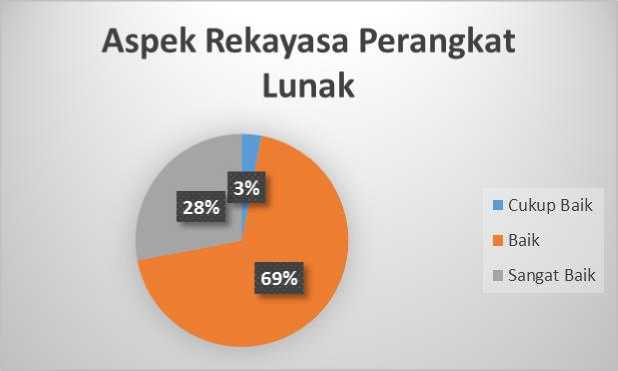 Aspek Rekayasa Perangkat
Lunak
3%
28%
69%
Cukup Baik
Baik
Sangat Baik